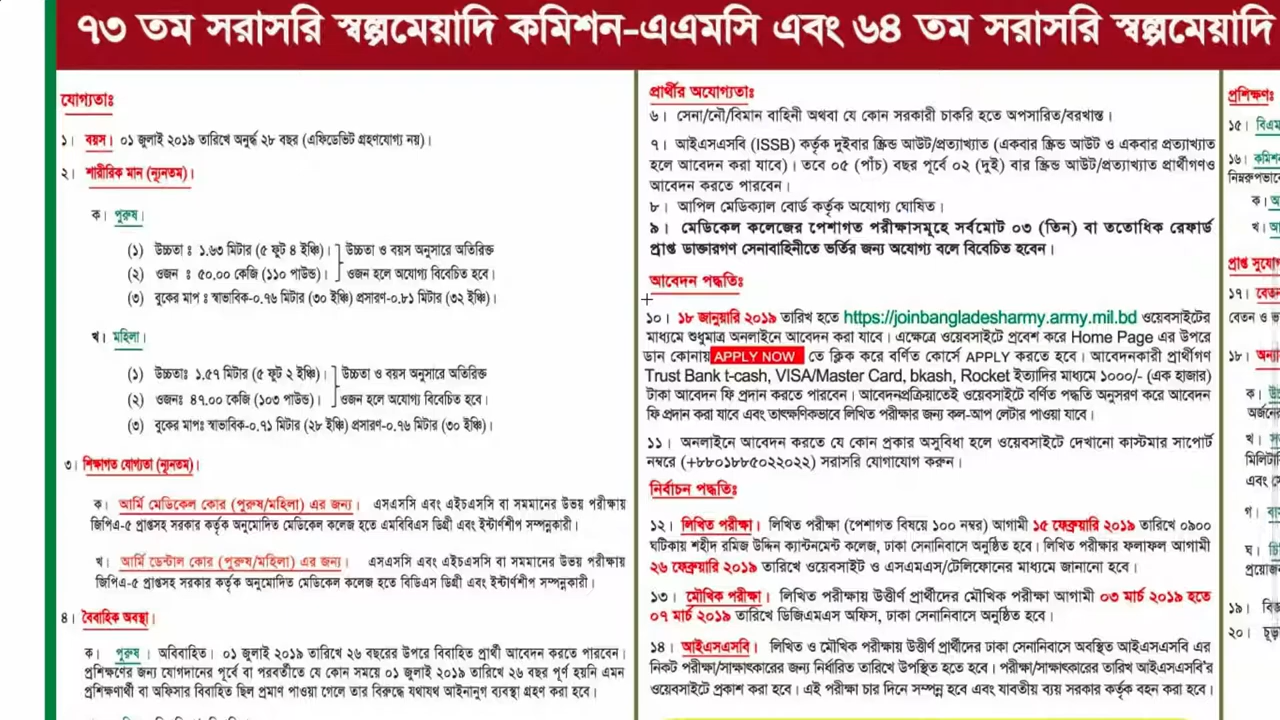 ৭৩ তম সরাসরি স্বল্পমেয়াদি কমিশন-এএমসি এবং ৬৪ তম সরাসরি স্বল্পমেয়াদি
যোগ্যতাঃ
১। বয়স। ০১ জুলাই ২০১৯ তারিখে অনুর্ধ্ব ২৮ বছর (এফিডেভিট গ্রহণযোগ্য নয়)।
২। শারীরিক মান (ন্যূনতম)।
ক। পুরুষ।
(১) উচ্চতা ঃ ১.৬৩ মিটার (৫ ফুট ৪ ইঞ্চি)। উচ্চতা ও বয়স অনুসারে অতিরিক্ত
(২) ওজন ঃ ৫০.০০ কেজি (১১০ পাউন্ড)। ওজন হলে অযোগ্য বিবেচিত হবে।
(৩) বুকের মাপ ঃ স্বাভাবিক-০.৭৬ মিটার (৩০ ইঞ্চি) প্রসারণ-০.৮১ মিটার (৩২ ইঞ্চি)।
খ। মহিলা।
(১) উচ্চতাঃ ১.৫৭ মিটার (৫ ফুট ২ ইঞ্চি)। উচ্চতা ও বয়স অনুসারে অতিরিক্ত
(২) ওজনঃ ৪৭.০০ কেজি (১০৩ পাউন্ড)। ওজন হলে অযোগ্য বিবেচিত হবে।
(৩) বুকের মাপঃ স্বাভাবিক-০.৭১ মিটার (২৮ ইঞ্চি) প্রসারণ-০.৭৬ মিটার (৩০ ইঞ্চি)।
৩। শিক্ষাগত যোগ্যতা (ন্যূনতম)।
ক। আর্মি মেডিকেল কোর (পুরুষ/মহিলা) এর জন্য। এসএসসি এবং এইচএসসি বা সমমানের উভয় পরীক্ষায়
জিপিএ-৫ প্রাপ্তসহ সরকার কর্তৃক অনুমোদিত মেডিকেল কলেজ হতে এমবিবিএস ডিগ্রী এবং ইন্টার্ণশীপ সম্পন্নকারী।
খ। আর্মি ডেন্টাল কোর (পুরুষ/মহিলা) এর জন্য। এসএসসি এবং এইচএসসি বা সমমানের উভয় পরীক্ষায়
জিপিএ-৫ প্রাপ্তসহ সরকার কর্তৃক অনুমোদিত মেডিকেল কলেজ হতে বিডিএস ডিগ্রী এবং ইন্টার্ণশীপ সম্পন্নকারী।
৪। বৈবাহিক অবস্থা।
ক। পুরুষ। অবিবাহিত। ০১ জুলাই ২০১৯ তারিখে ২৬ বছরের উপরে বিবাহিত প্রার্থী আবেদন করতে পারবেন।
প্রশিক্ষণের জন্য যোগদানের পূর্বে বা পরবর্তীতে যে কোন সময়ে ০১ জুলাই ২০১৯ তারিখে ২৬ বছর পূর্ণ হয়নি এমন
প্রশিক্ষণার্থী বা অফিসার বিবাহিত ছিল প্রমাণ পাওয়া গেলে তার বিরুদ্ধে যথাযথ আইনানুগ ব্যবস্থা গ্রহণ করা হবে।
প্রার্থীর অযোগ্যতাঃ
৬। সেনা/নৌ/বিমান বাহিনী অথবা যে কোন সরকারী চাকরি হতে অপসারিত/বরখাস্ত।
৭। আইএসএসবি (ISSB) কর্তৃক দুইবার স্ক্রিন্ড আউট/প্রত্যাখ্যাত (একবার স্ক্রিন্ড আউট ও একবার প্রত্যাখ্যাত
হলে আবেদন করা যাবে)। তবে ০৫ (পাঁচ) বছর পূর্বে ০২ (দুই) বার স্ক্রিন্ড আউট/প্রত্যাখ্যাত প্রার্থীগণও
আবেদন করতে পারবেন।
৮। আপিল মেডিক্যাল বোর্ড কর্তৃক অযোগ্য ঘোষিত।
৯। মেডিকেল কলেজের পেশাগত পরীক্ষাসমূহে সর্বমোট ০৩ (তিন) বা ততোধিক রেফার্ড
প্রাপ্ত ডাক্তারগণ সেনাবাহিনীতে ভর্তির জন্য অযোগ্য বলে বিবেচিত হবেন।
আবেদন পদ্ধতিঃ
১০। ১৮ জানুয়ারি ২০১৯ তারিখ হতে https://joinbangladesharmy.army.mil.bd ওয়েবসাইটের
মাধ্যমে শুধুমাত্র অনলাইনে আবেদন করা যাবে। এক্ষেত্রে ওয়েবসাইটে প্রবেশ করে Home Page এর উপরে
ডান কোনায় APPLY NOW তে ক্লিক করে বর্ণিত কোর্সে APPLY করতে হবে। আবেদনকারী প্রার্থীগণ
Trust Bank t-cash, VISA/Master Card, bkash, Rocket ইত্যাদির মাধ্যমে ১০০০/- (এক হাজার)
টাকা আবেদন ফি প্রদান করতে পারবেন। আবেদনপ্রক্রিয়াতেই ওয়েবসাইটে বর্ণিত পদ্ধতি অনুসরণ করে আবেদন
ফি প্রদান করা যাবে এবং তাৎক্ষণিকভাবে লিখিত পরীক্ষার জন্য কল-আপ লেটার পাওয়া যাবে।
১১। অনলাইনে আবেদন করতে যে কোন প্রকার অসুবিধা হলে ওয়েবসাইটে দেখানো কাস্টমার সাপোর্ট
নম্বরে (+৮৮০১৮৮৫০২২০২২) সরাসরি যোগাযোগ করুন।
নির্বাচন পদ্ধতিঃ
১২। লিখিত পরীক্ষা। লিখিত পরীক্ষা (পেশাগত বিষয়ে ১০০ নম্বর) আগামী ১৫ ফেব্রুয়ারি ২০১৯ তারিখে ০৯০০
ঘটিকায় শহীদ রমিজ উদ্দিন ক্যান্টনমেন্ট কলেজ, ঢাকা সেনানিবাসে অনুষ্ঠিত হবে। লিখিত পরীক্ষার ফলাফল আগামী
২৬ ফেব্রুয়ারি ২০১৯ তারিখে ওয়েবসাইট ও এসএমএস/টেলিফোনের মাধ্যমে জানানো হবে।
১৩। মৌখিক পরীক্ষা। লিখিত পরীক্ষায় উত্তীর্ণ প্রার্থীদের মৌখিক পরীক্ষা আগামী ০৩ মার্চ ২০১৯ হতে
০৭ মার্চ ২০১৯ তারিখে ডিজিএমএস অফিস, ঢাকা সেনানিবাসে অনুষ্ঠিত হবে।
১৪। আইএসএসবি। লিখিত ও মৌখিক পরীক্ষায় উত্তীর্ণ প্রার্থীদের ঢাকা সেনানিবাসে অবস্থিত আইএসএসবি এর
নিকট পরীক্ষা/সাক্ষাৎকারের জন্য নির্ধারিত তারিখে উপস্থিত হতে হবে। পরীক্ষা/সাক্ষাৎকারের তারিখ আইএসএসবি'র
ওয়েবসাইটে প্রকাশ করা হবে। এই পরীক্ষা চার দিনে সম্পন্ন হবে এবং যাবতীয় ব্যয় সরকার কর্তৃক বহন করা হবে।
প্রশিক্ষণঃ
১৫।
১৬।
ক।
খ।
১৭।
বেতন ও
১৮।
ক।
খ।
এবং
গ।
ঘ।
১৯।
২০।